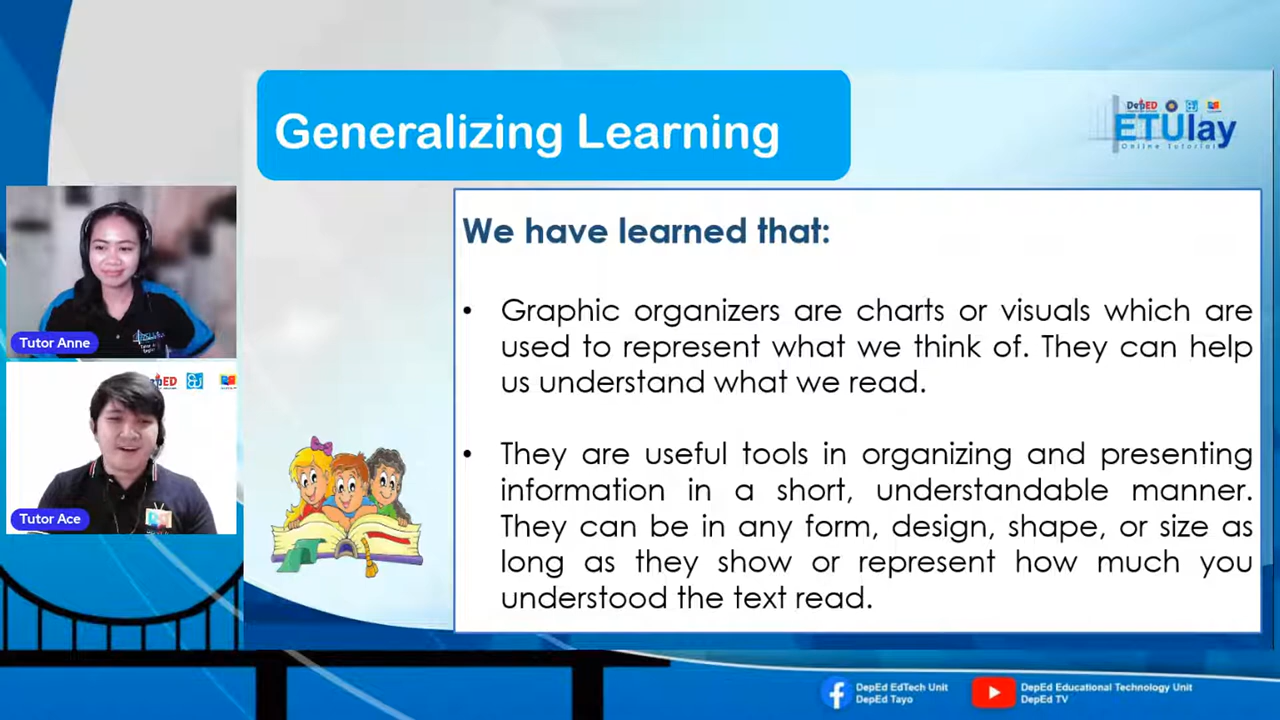 Generalizing Learning
DepED
ETUlay
Online Tutorial
We have learned that:
• Graphic organizers are charts or visuals which are
used to represent what we think of. They can help
us understand what we read.
• They are useful tools in organizing and presenting
information in a short, understandable manner.
They can be in any form, design, shape, or size as
long as they show or represent how much you
understood the text read.
Tutor Anne
Tutor Ace
DepEd EdTech Unit
DepEd Tayo
DepEd Educational Technology Unit
DepEd TV